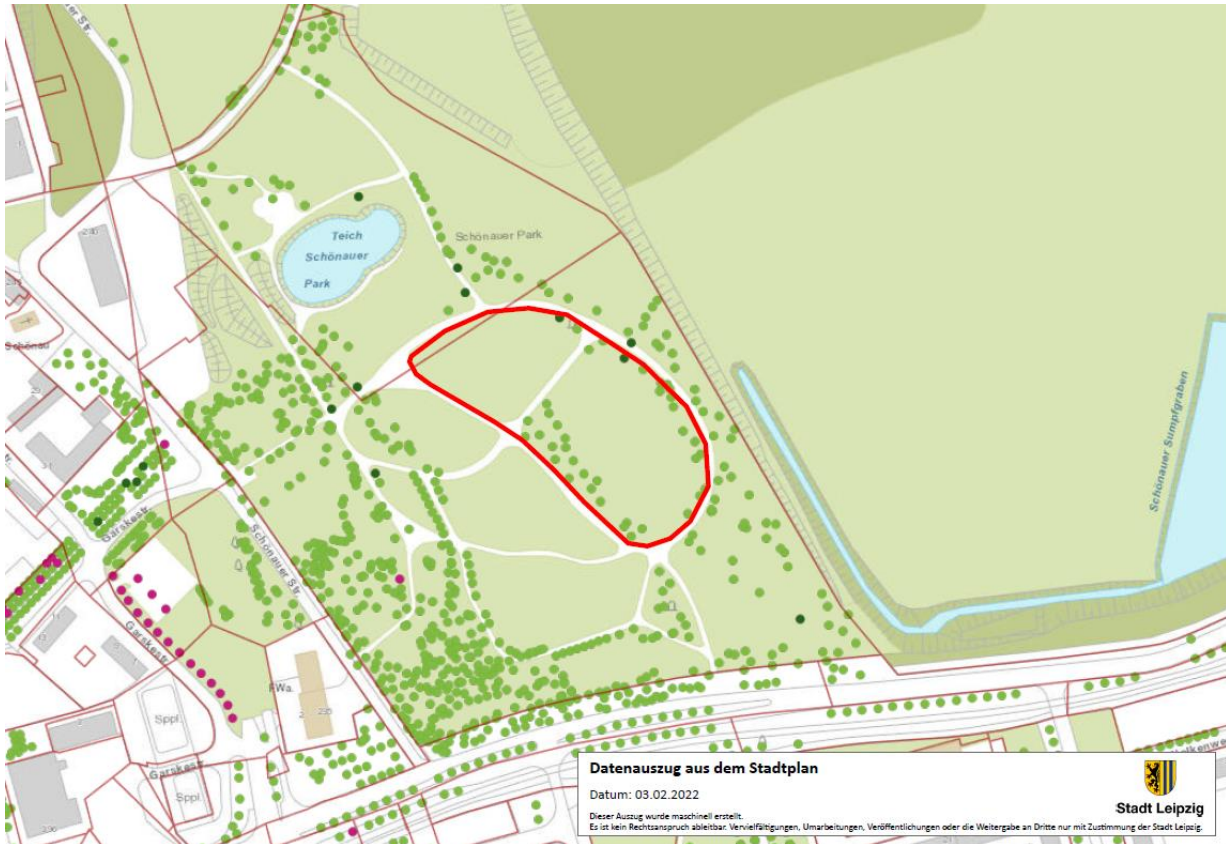 Teich
Schönauer
Park
Schönauer Park
Schönau
Schönauer Sumpfgraben
Garskestr.
Schönauer Str.
Garskestr.
FWa.
Sppl.
Garskestr.
Sppl.
Datenauszug aus dem Stadtplan
Datum: 03.02.2022
Dieser Auszug wurde maschinell erstellt.
Es ist kein Rechtsanspruch ableitbar. Vervielfältigungen, Umarbeitungen, Veröffentlichungen oder die Weitergabe an Dritte nur mit Zustimmung der Stadt Leipzig.
Stadt Leipzig